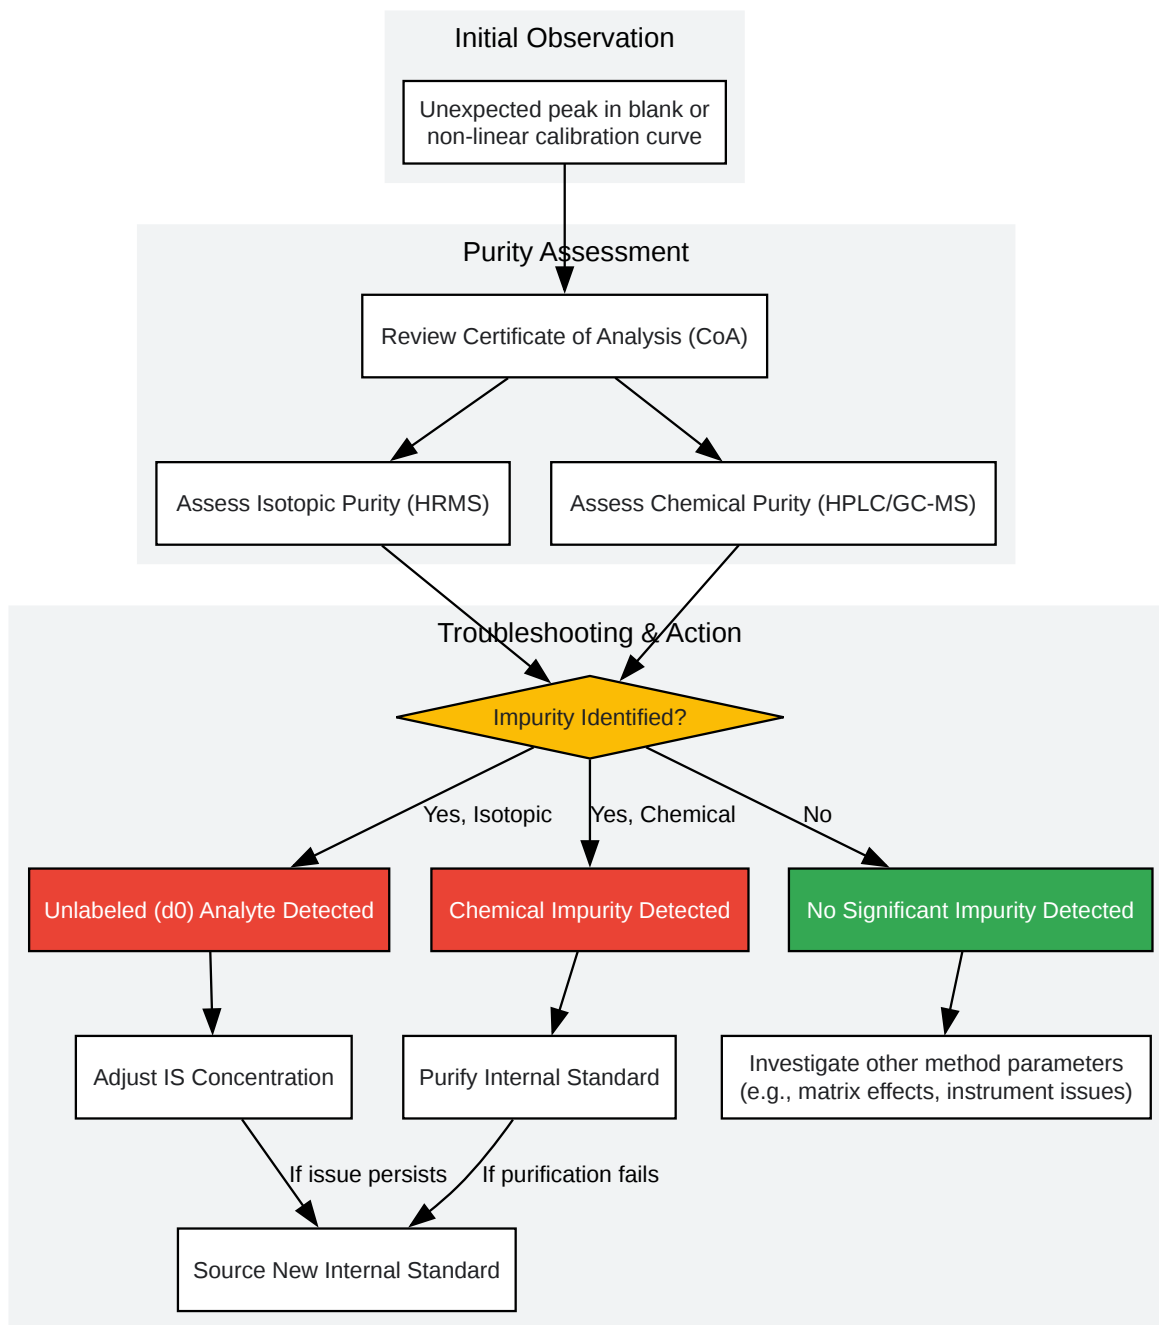 Initial Observation
Unexpected peak in blank or
non-linear calibration curve
Purity Assessment
Review Certificate of Analysis (CoA)
Assess Isotopic Purity (HRMS)
Assess Chemical Purity (HPLC/GC-MS)
Troubleshooting & Action
Impurity Identified?
Yes, Isotopic
Yes, Chemical
No
Unlabeled (d0) Analyte Detected
Chemical Impurity Detected
No Significant Impurity Detected
Adjust IS Concentration
Purify Internal Standard
Investigate other method parameters
(e.g., matrix effects, instrument issues)
If issue persists
If purification fails
Source New Internal Standard